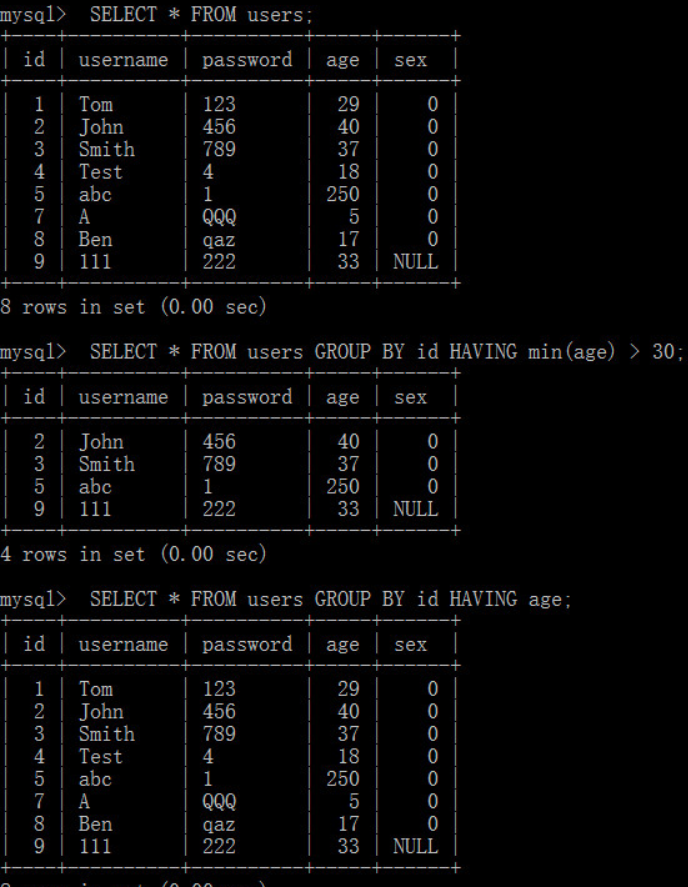 mysql>  SELECT * FROM users;
+----+----------+----------+-----+------+
| id | username | password | age | sex  |
+----+----------+----------+-----+------+
|  1 | Tom      | 123      |  29 |    0 |
|  2 | John     | 456      |  40 |    0 |
|  3 | Smith    | 789      |  37 |    0 |
|  4 | Test     | 4        |  18 |    0 |
|  5 | abc      | 1        | 250 |    0 |
|  7 | A        | QQQ      |   5 |    0 |
|  8 | Ben      | qaz      |  17 |    0 |
|  9 | 111      | 222      |  33 | NULL |
+----+----------+----------+-----+------+
8 rows in set (0.00 sec)
mysql>  SELECT * FROM users GROUP BY id HAVING min(age) > 30;
+----+----------+----------+-----+------+
| id | username | password | age | sex  |
+----+----------+----------+-----+------+
|  2 | John     | 456      |  40 |    0 |
|  3 | Smith    | 789      |  37 |    0 |
|  5 | abc      | 1        | 250 |    0 |
|  9 | 111      | 222      |  33 | NULL |
+----+----------+----------+-----+------+
4 rows in set (0.00 sec)
mysql>  SELECT * FROM users GROUP BY id HAVING age;
+----+----------+----------+-----+------+
| id | username | password | age | sex  |
+----+----------+----------+-----+------+
|  1 | Tom      | 123      |  29 |    0 |
|  2 | John     | 456      |  40 |    0 |
|  3 | Smith    | 789      |  37 |    0 |
|  4 | Test     | 4        |  18 |    0 |
|  5 | abc      | 1        | 250 |    0 |
|  7 | A        | QQQ      |   5 |    0 |
|  8 | Ben      | qaz      |  17 |    0 |
|  9 | 111      | 222      |  33 | NULL |
+----+----------+----------+-----+------+